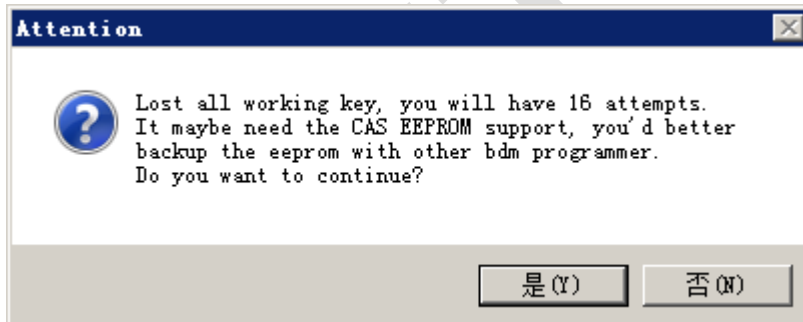 Attention
Lost all working key, you will have 16 attempts.
It maybe need the CAS EEPROM support, you'd better
backup the eeprom with other bdm programmer.
Do you want to continue?
是(Y) 否(N)